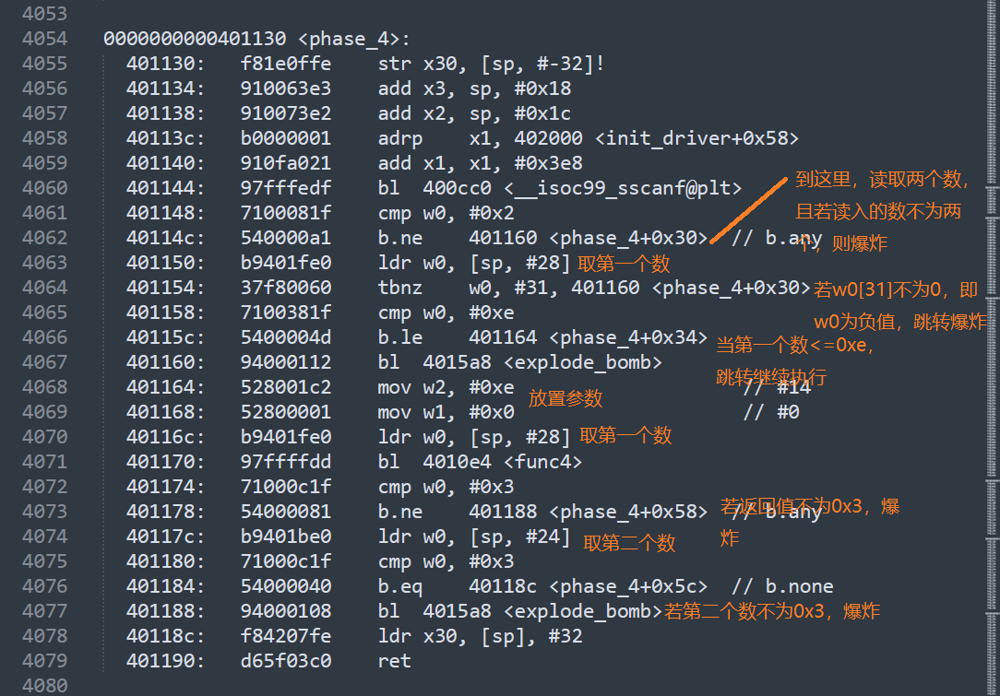 4053
4054 0000000000401130 <phase_4>:
4055 401130: f81e0ffe str x30, [sp, #-32]!
4056 401134: 910063e3 add x3, sp, #0x18
4057 401138: 910073e2 add x2, sp, #0x1c
4058 40113c: b0000001 adrp x1, 402000 <init_driver+0x58>
4059 401140: 910fa021 add x1, x1, #0x3e8
4060 401144: 97fffedf bl 400cc0 <__isoc99_sscanf@plt>
到这里，读取两个数，
4061 401148: 7100081f cmp w0, #0x2
且若读入的数不为两
4062 40114c: 540000a1 b.ne 401160 <phase_4+0x30> // b.any
个，则爆炸
4063 401150: b9401fe0 ldr w0, [sp, #28] 取第一个数
4064 401154: 37f80060 tbnz w0, #31, 401160 <phase_4+0x30> 若w0[31]不为0，即
4065 401158: 7100381f cmp w0, #0xe
w0为负值，跳转爆炸
4066 40115c: 5400004d b.le 401164 <phase_4+0x34> 当第一个数<=0xe，
4067 401160: 94000112 bl 4015a8 <explode_bomb>
跳转继续执行
4068 401164: 528001c2 mov w2, #0xe // #14
放置参数
4069 401168: 52800001 mov w1, #0x0 // #0
4070 40116c: b9401fe0 ldr w0, [sp, #28] 取第一个数
4071 401170: 97ffffdd bl 4010e4 <func4>
4072 401174: 71000c1f cmp w0, #0x3
4073 401178: 54000081 b.ne 401188 <phase_4+0x58> // b.any
若返回值不为0x3，爆
炸
4074 40117c: b9401be0 ldr w0, [sp, #24] 取第二个数
4075 401180: 71000c1f cmp w0, #0x3
4076 401184: 54000040 b.eq 40118c <phase_4+0x5c> // b.none
4077 401188: 94000108 bl 4015a8 <explode_bomb> 若第二个数不为0x3，爆炸
4078 40118c: f84207fe ldr x30, [sp], #32
4079 401190: d65f03c0 ret
4080